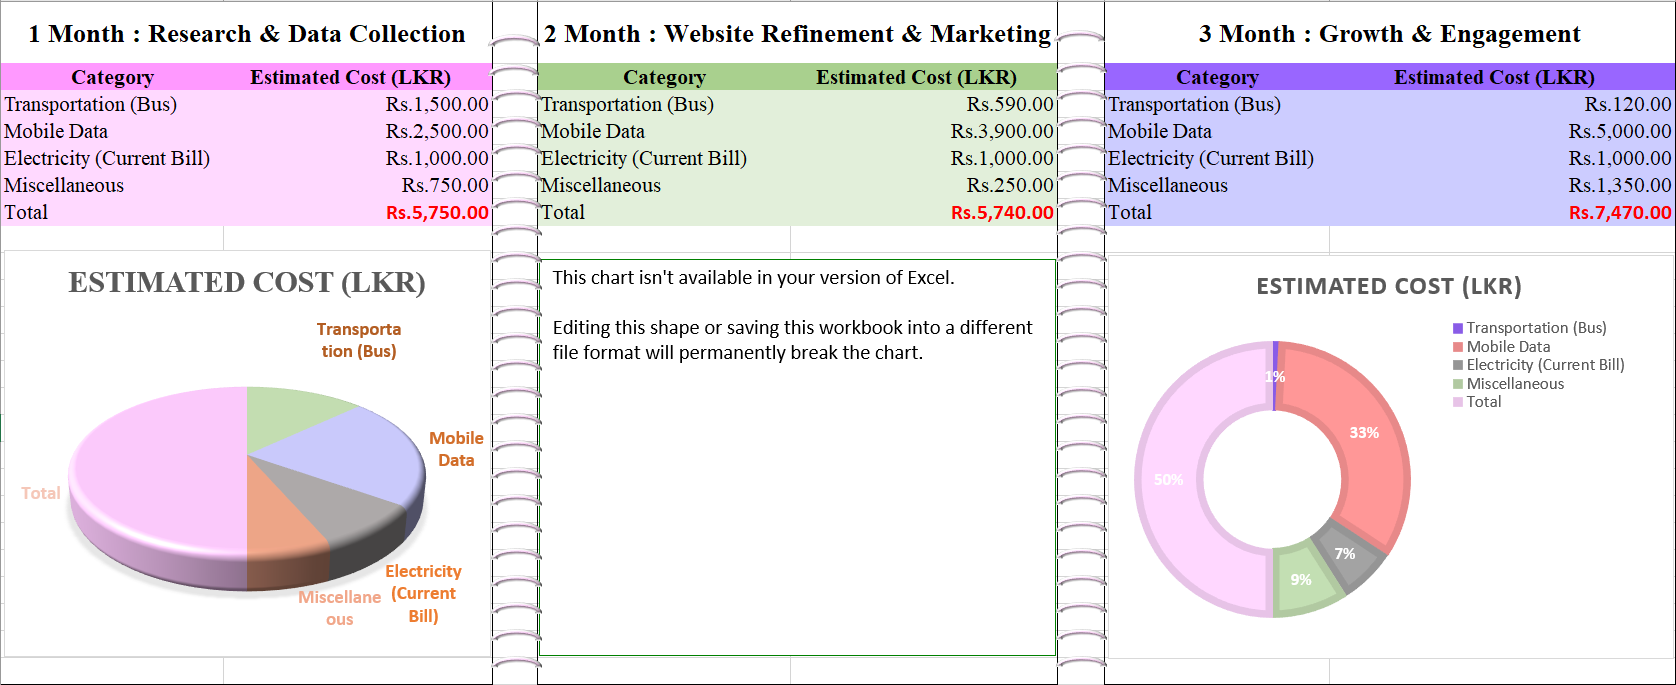 1 Month : Research & Data Collection
Category Estimated Cost (LKR)
Transportation (Bus) Rs.1,500.00
Mobile Data Rs.2,500.00
Electricity (Current Bill) Rs.1,000.00
Miscellaneous Rs.750.00
Total Rs.5,750.00
ESTIMATED COST (LKR)
Transporta
tion (Bus)
Mobile
Data
Total
Electricity
(Current
Bill)
Miscellane
ous
2 Month : Website Refinement & Marketing
Category Estimated Cost (LKR)
Transportation (Bus) Rs.590.00
Mobile Data Rs.3,900.00
Electricity (Current Bill) Rs.1,000.00
Miscellaneous Rs.250.00
Total Rs.5,740.00
This chart isn't available in your version of Excel.
Editing this shape or saving this workbook into a different
file format will permanently break the chart.
3 Month : Growth & Engagement
Category Estimated Cost (LKR)
Transportation (Bus) Rs.120.00
Mobile Data Rs.5,000.00
Electricity (Current Bill) Rs.1,000.00
Miscellaneous Rs.1,350.00
Total Rs.7,470.00
ESTIMATED COST (LKR)
Transportation (Bus)
Mobile Data
Electricity (Current Bill)
Miscellaneous
Total
1%
33%
50%
7%
9%